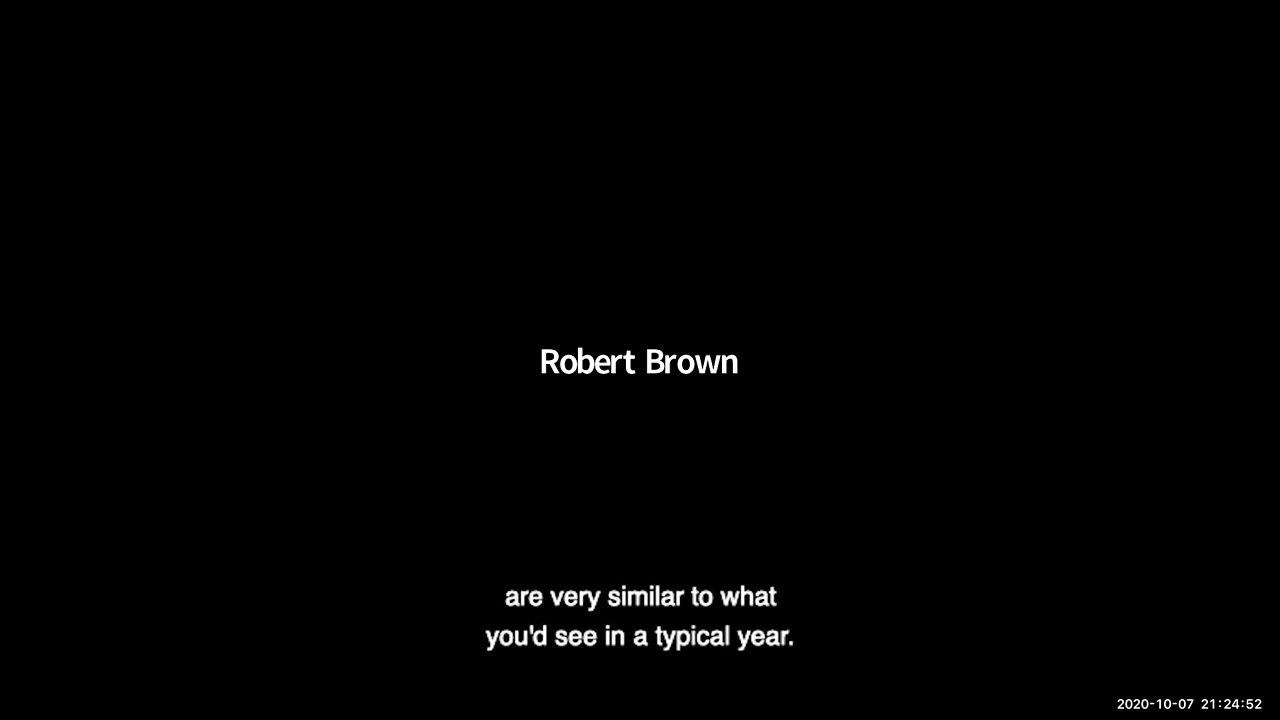 Robert Brown
are very similar to what
you'd see in a typical year.
2020-10-07 21:24:52